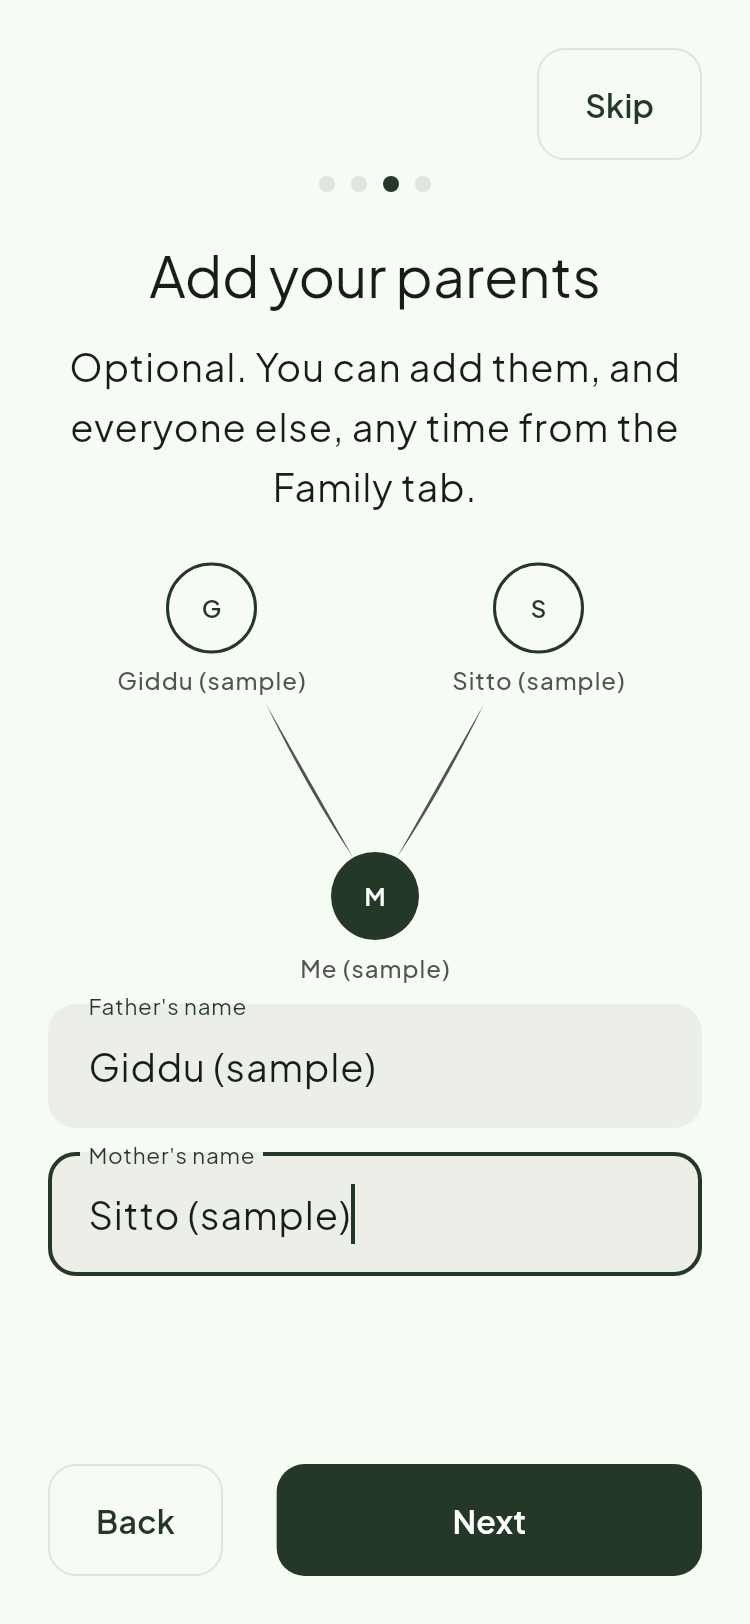 Skip
Add your parents
Optional. You can add them, and
everyone else, any time from the
Family tab.
G
S
Giddu (sample)
Sitto (sample)
M
Me (sample)
Father's name
Giddu (sample)
Mother's name
Sitto (sample)
Back
Next